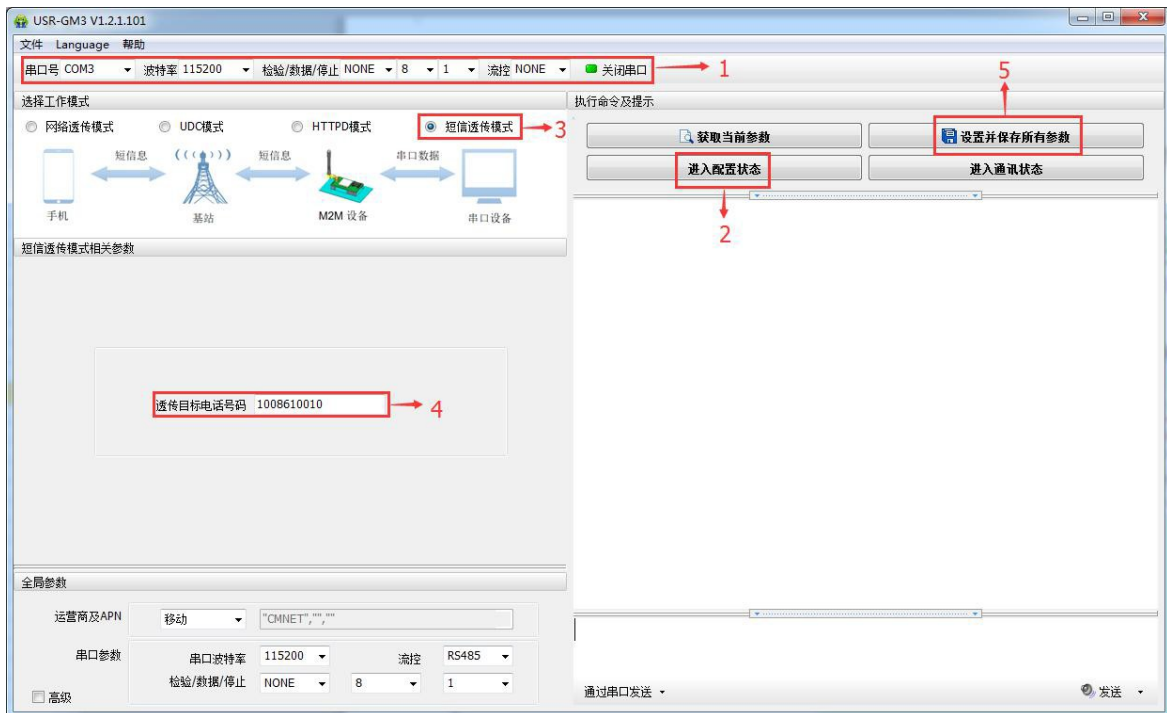 USR-GM3 V1.2.1.101
文件 Language 帮助
串口号 COM3 波特率 115200 检验/数据/停止 NONE 8 1 流控 NONE 关闭串口 1
选择工作模式
网络透传模式 UDC模式 HTTPD模式 短信透传模式 3
短信息 短信息 串口数据
手机 基站 M2M 设备 串口设备
短信透传模式相关参数
透传目标电话号码 1008610010 4
全局参数
运营商及APN 移动 "CMNET","",""
串口参数 串口波特率 115200 流控 RS485
检验/数据/停止 NONE 8 1
高级
5
执行命令及提示
获取当前参数 设置并保存所有参数
进入配置状态 进入通讯状态
2
通过串口发送 发送